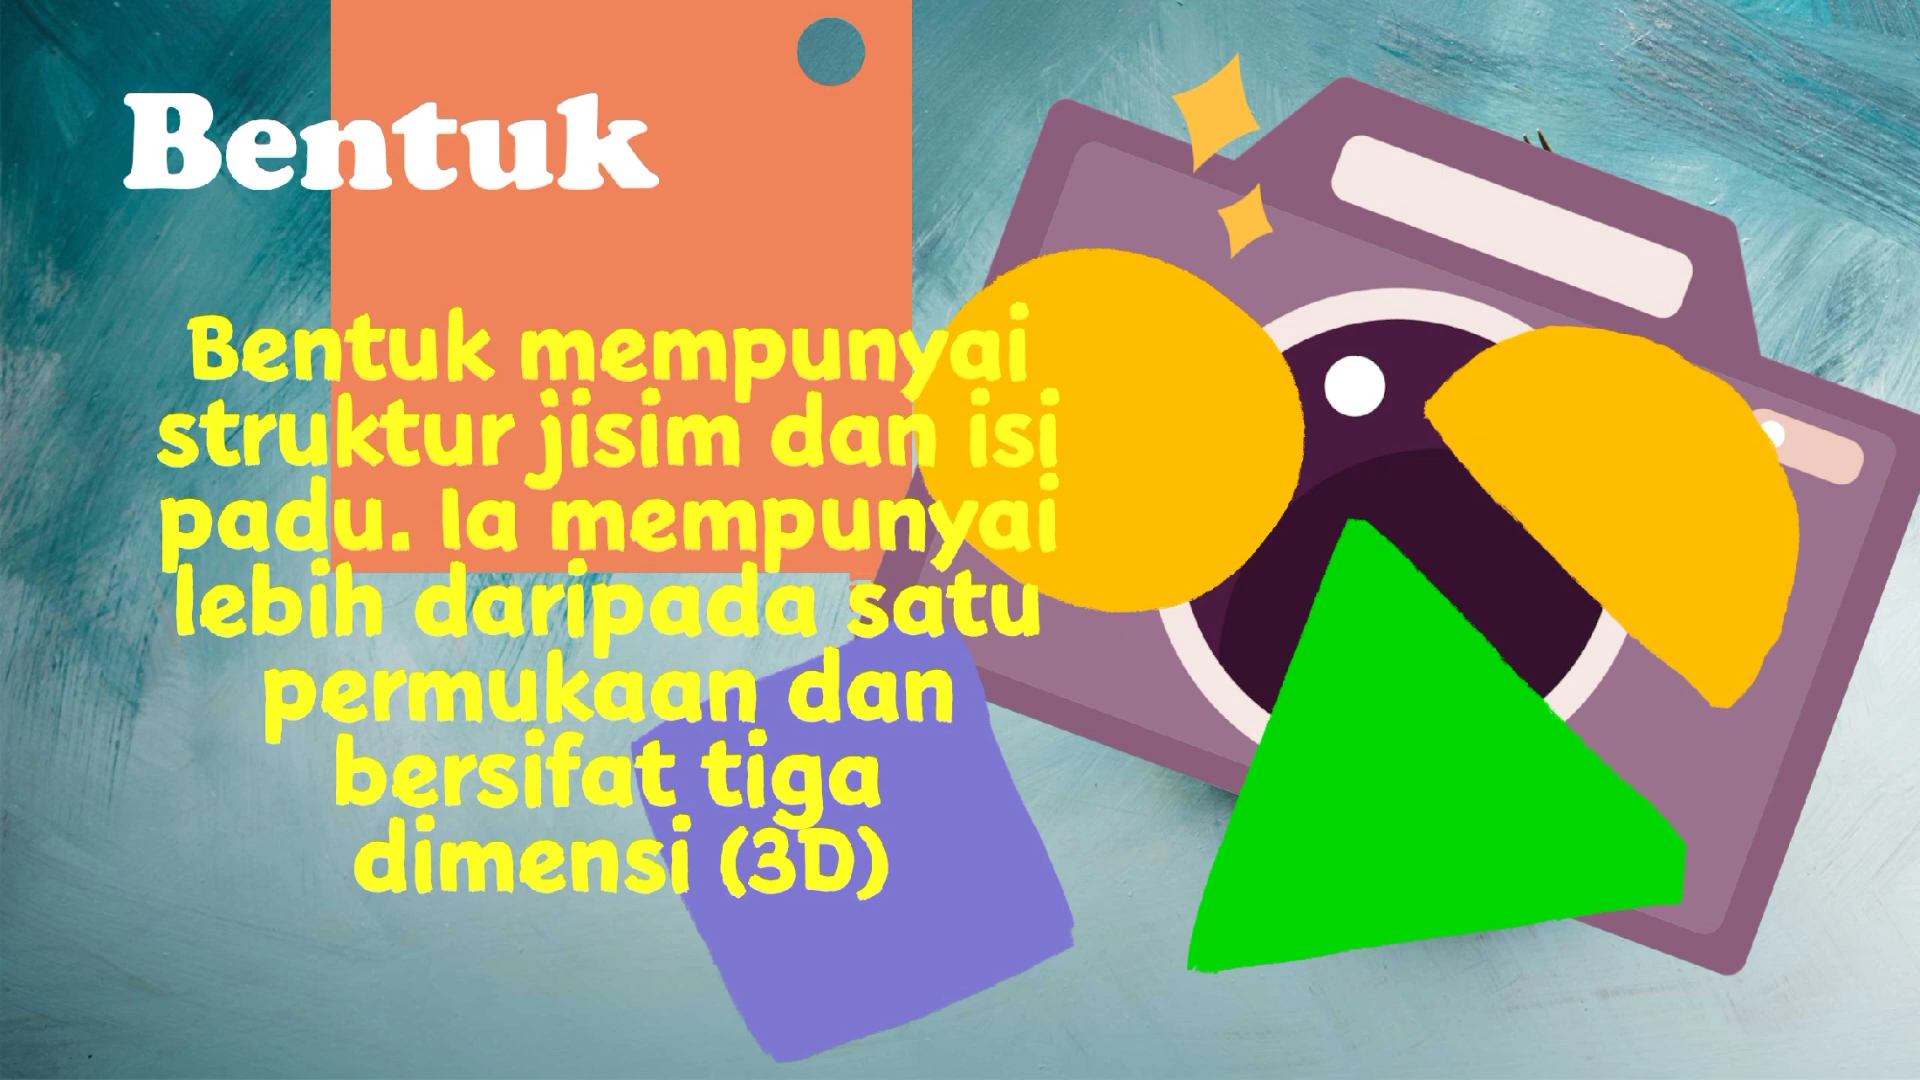 Bentuk
Bentuk mempunyai
struktur jisim dan isi
padu. Ia mempunyai
lebih daripada satu
permukaan dan
bersifat tiga
dimensi (3D)